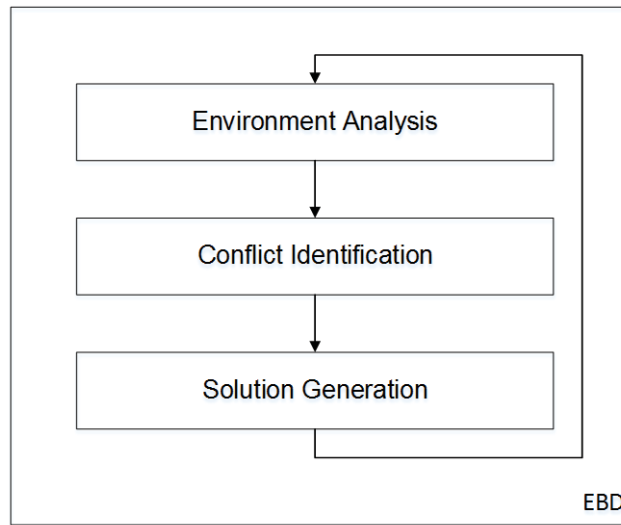 Environment Analysis
Conflict Identification
Solution Generation
EBD